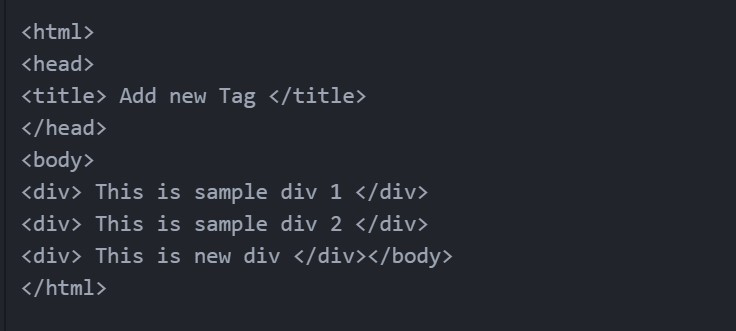 <html>
<head>
<title> Add new Tag </title>
</head>
<body>
<div> This is sample div 1 </div>
<div> This is sample div 2 </div>
<div> This is new div </div></body>
</html>